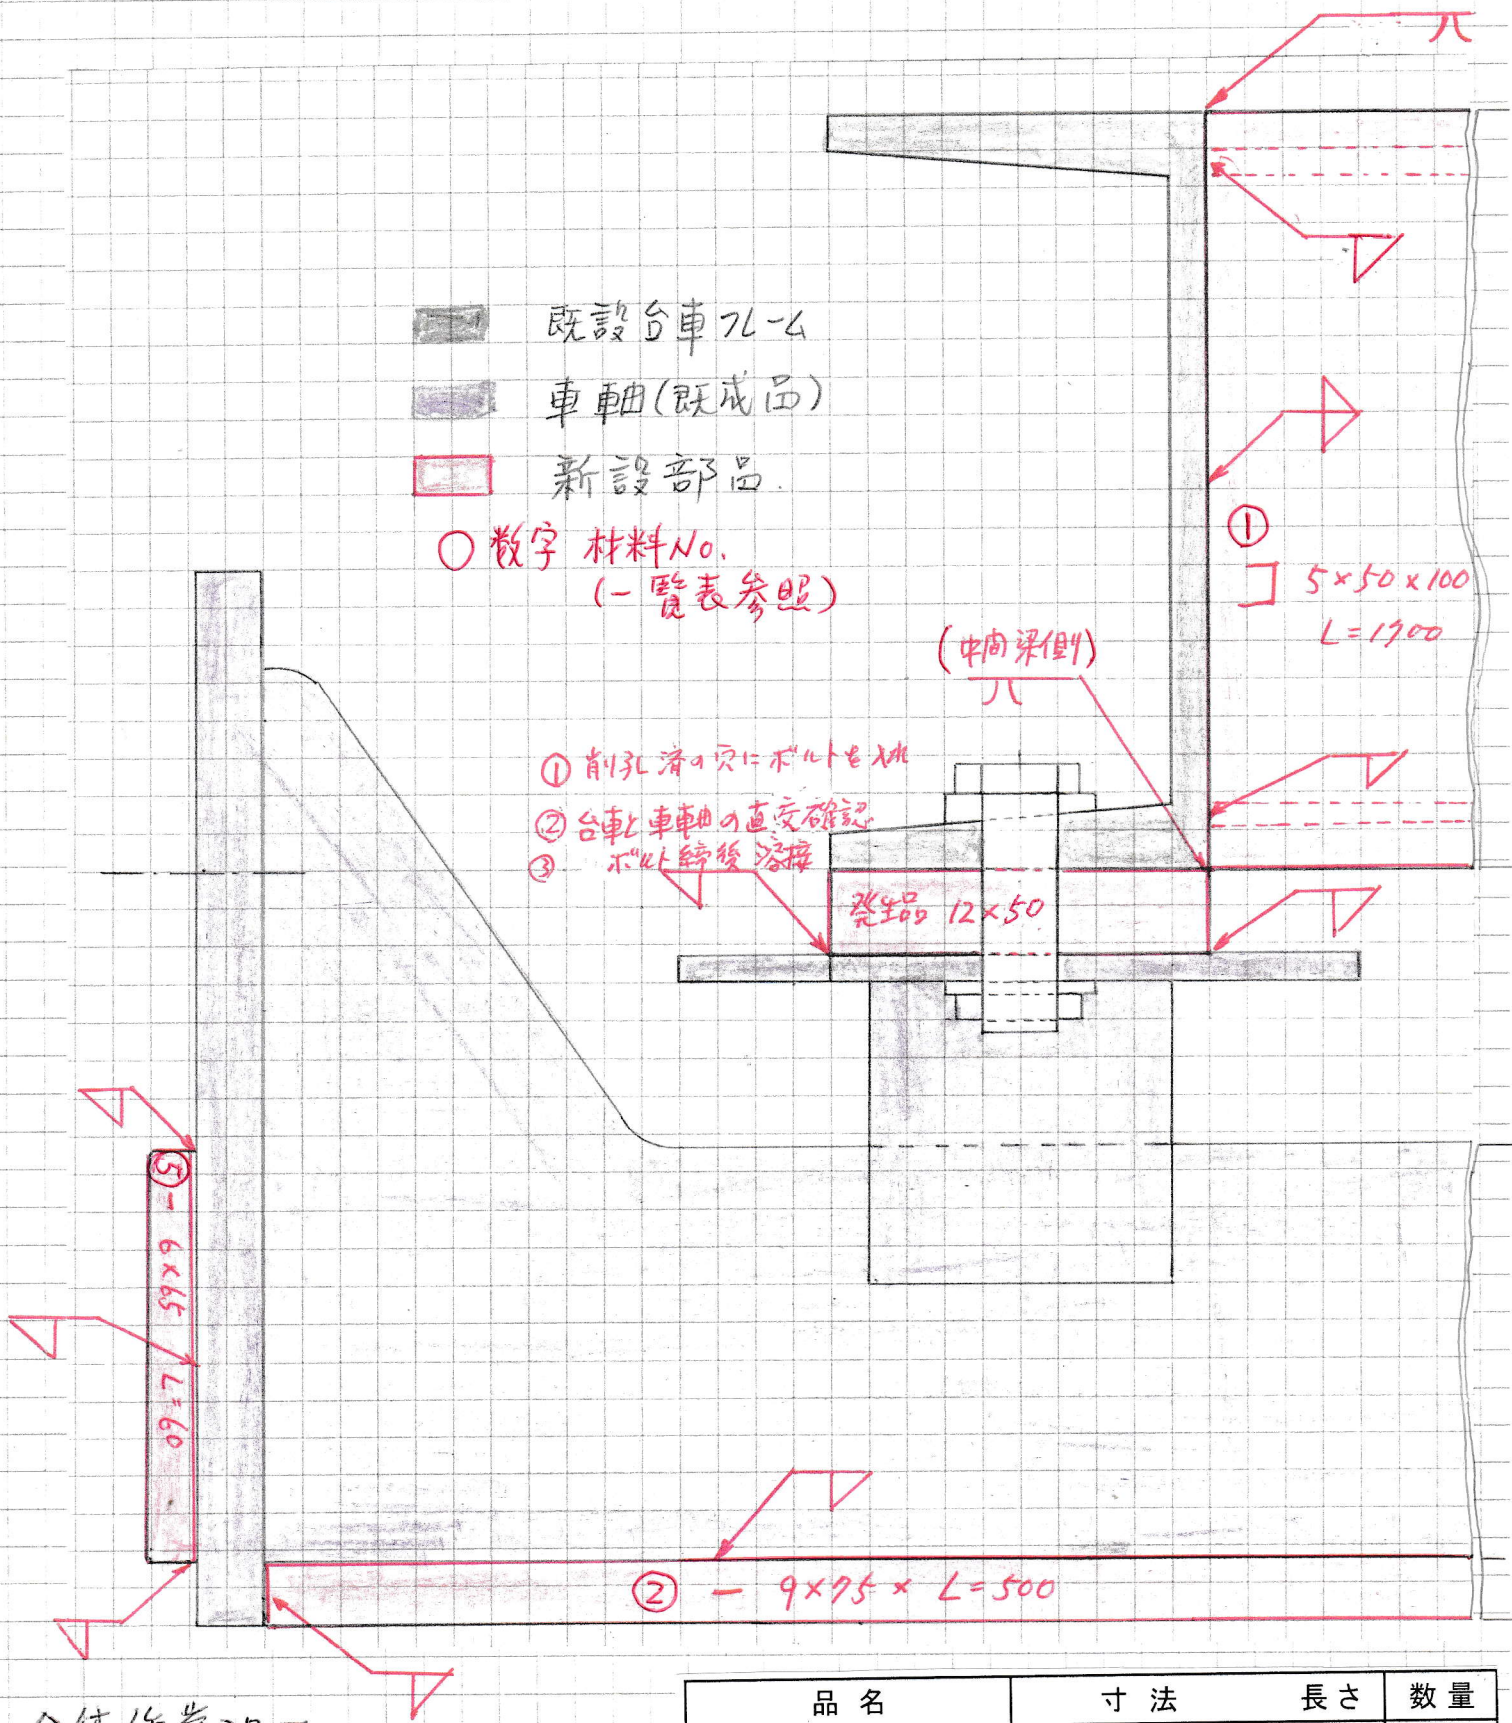 既設台車フレーム
車軸(既成品)
新設部品
○数字 材料No.
(一覧表参照)
①
コ 5×50×100
L=1900
(中間梁側)
① 削孔済の穴にボルトを入れ
② 台車と車軸の直交確認
③ ボルト締後溶接
発生品 12×50
⑤- 6×65 L=60
② - 9×75× L=500
品名 寸法 長さ 数量